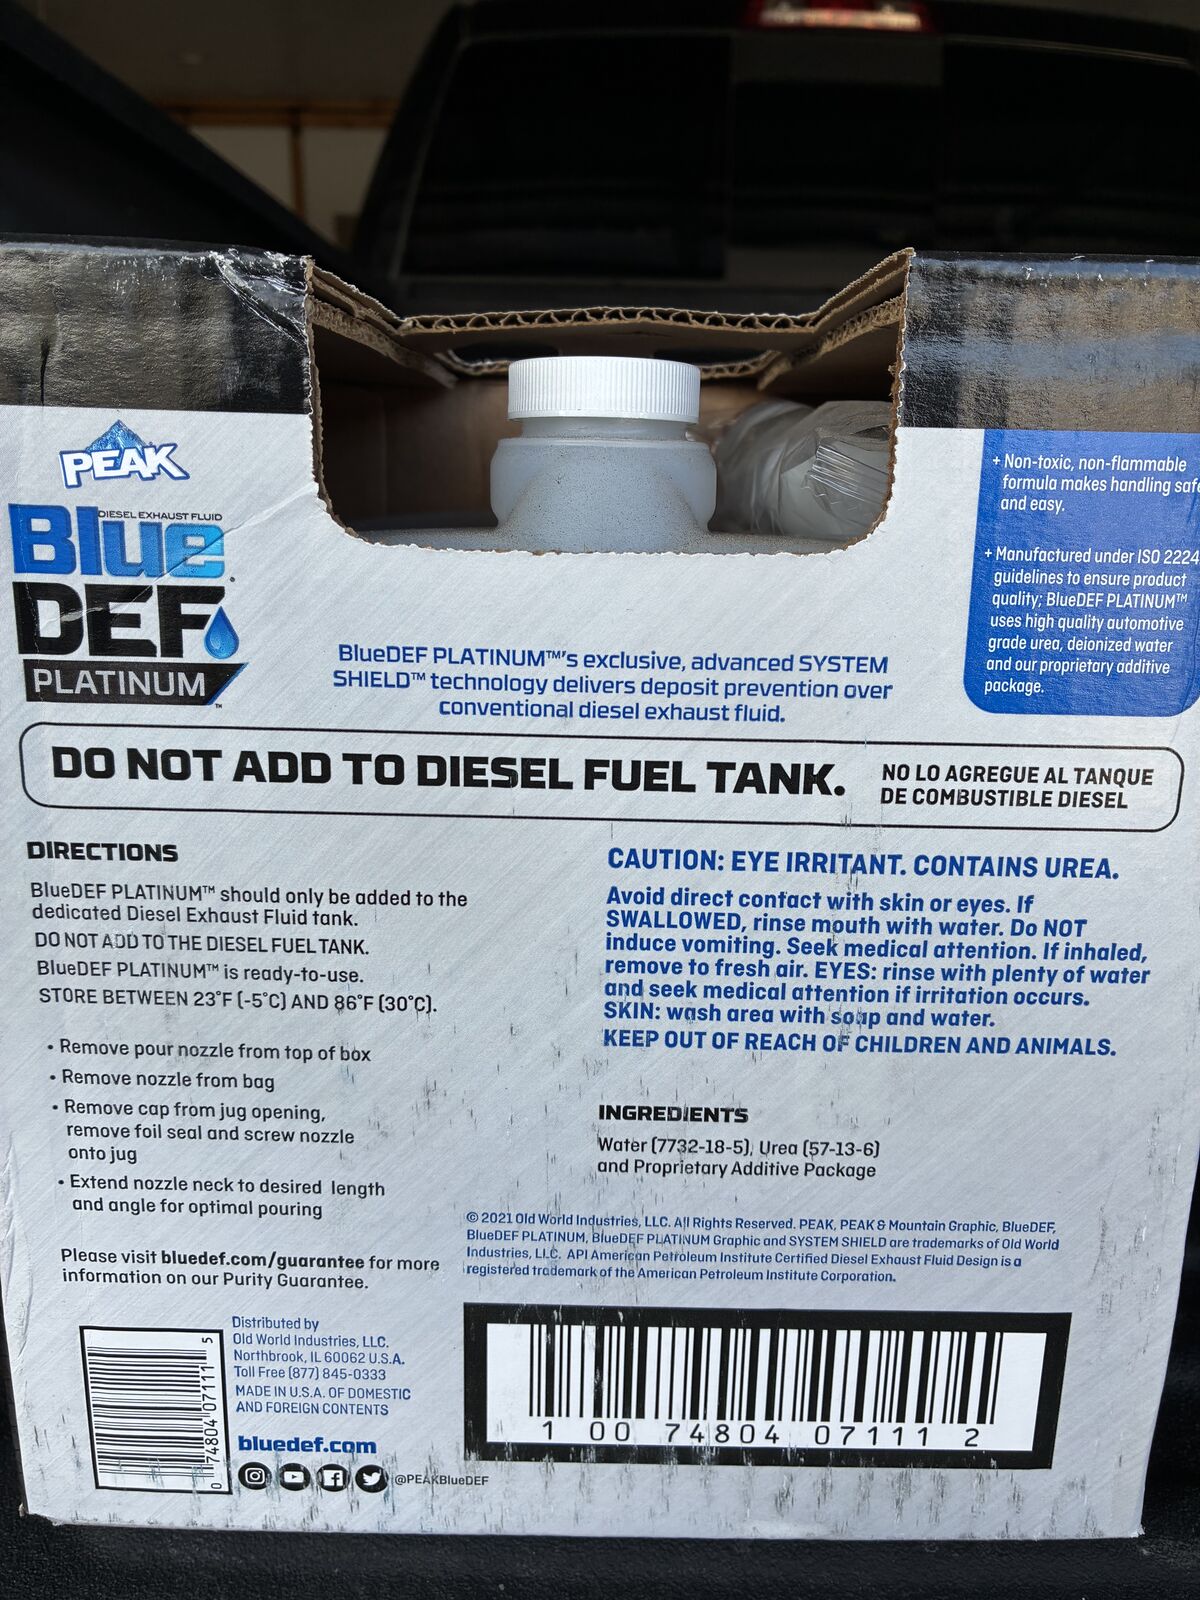 PEAK
DIESEL EXHAUST FLUID
Blue
DEF
PLATINUM™
+ Non-toxic, non-flammable
formula makes handling safe
and easy.
+ Manufactured under ISO 2224
guidelines to ensure product
quality; BlueDEF PLATINUM™
uses high quality automotive
grade urea, deionized water
and our proprietary additive
package.
BlueDEF PLATINUM™'s exclusive, advanced SYSTEM
SHIELD™ technology delivers deposit prevention over
conventional diesel exhaust fluid.
DO NOT ADD TO DIESEL FUEL TANK.
NO LO AGREGUE AL TANQUE
DE COMBUSTIBLE DIESEL
DIRECTIONS
BlueDEF PLATINUM™ should only be added to the
dedicated Diesel Exhaust Fluid tank.
DO NOT ADD TO THE DIESEL FUEL TANK.
BlueDEF PLATINUM™ is ready-to-use.
STORE BETWEEN 23°F (-5°C) AND 86°F (30°C).
• Remove pour nozzle from top of box
• Remove nozzle from bag
• Remove cap from jug opening,
remove foil seal and screw nozzle
onto jug
• Extend nozzle neck to desired length
and angle for optimal pouring
Please visit bluedef.com/guarantee for more
information on our Purity Guarantee.
CAUTION: EYE IRRITANT. CONTAINS UREA.
Avoid direct contact with skin or eyes. If
SWALLOWED, rinse mouth with water. Do NOT
induce vomiting. Seek medical attention. If inhaled,
remove to fresh air. EYES: rinse with plenty of water
and seek medical attention if irritation occurs.
SKIN: wash area with soap and water.
KEEP OUT OF REACH OF CHILDREN AND ANIMALS.
INGREDIENTS
Water (7732-18-5), Urea (57-13-6)
and Proprietary Additive Package
© 2021 Old World Industries, LLC. All Rights Reserved. PEAK, PEAK & Mountain Graphic, BlueDEF,
BlueDEF PLATINUM, BlueDEF PLATINUM Graphic and SYSTEM SHIELD are trademarks of Old World
Industries, LLC. API American Petroleum Institute Certified Diesel Exhaust Fluid Design is a
registered trademark of the American Petroleum Institute Corporation.
0 74804 07111 5
Distributed by
Old World Industries, LLC.
Northbrook, IL 60062 U.S.A.
Toll Free (877) 845-0333
MADE IN U.S.A. OF DOMESTIC
AND FOREIGN CONTENTS
bluedef.com
@PEAKBlueDEF
1 00 74804 07111 2